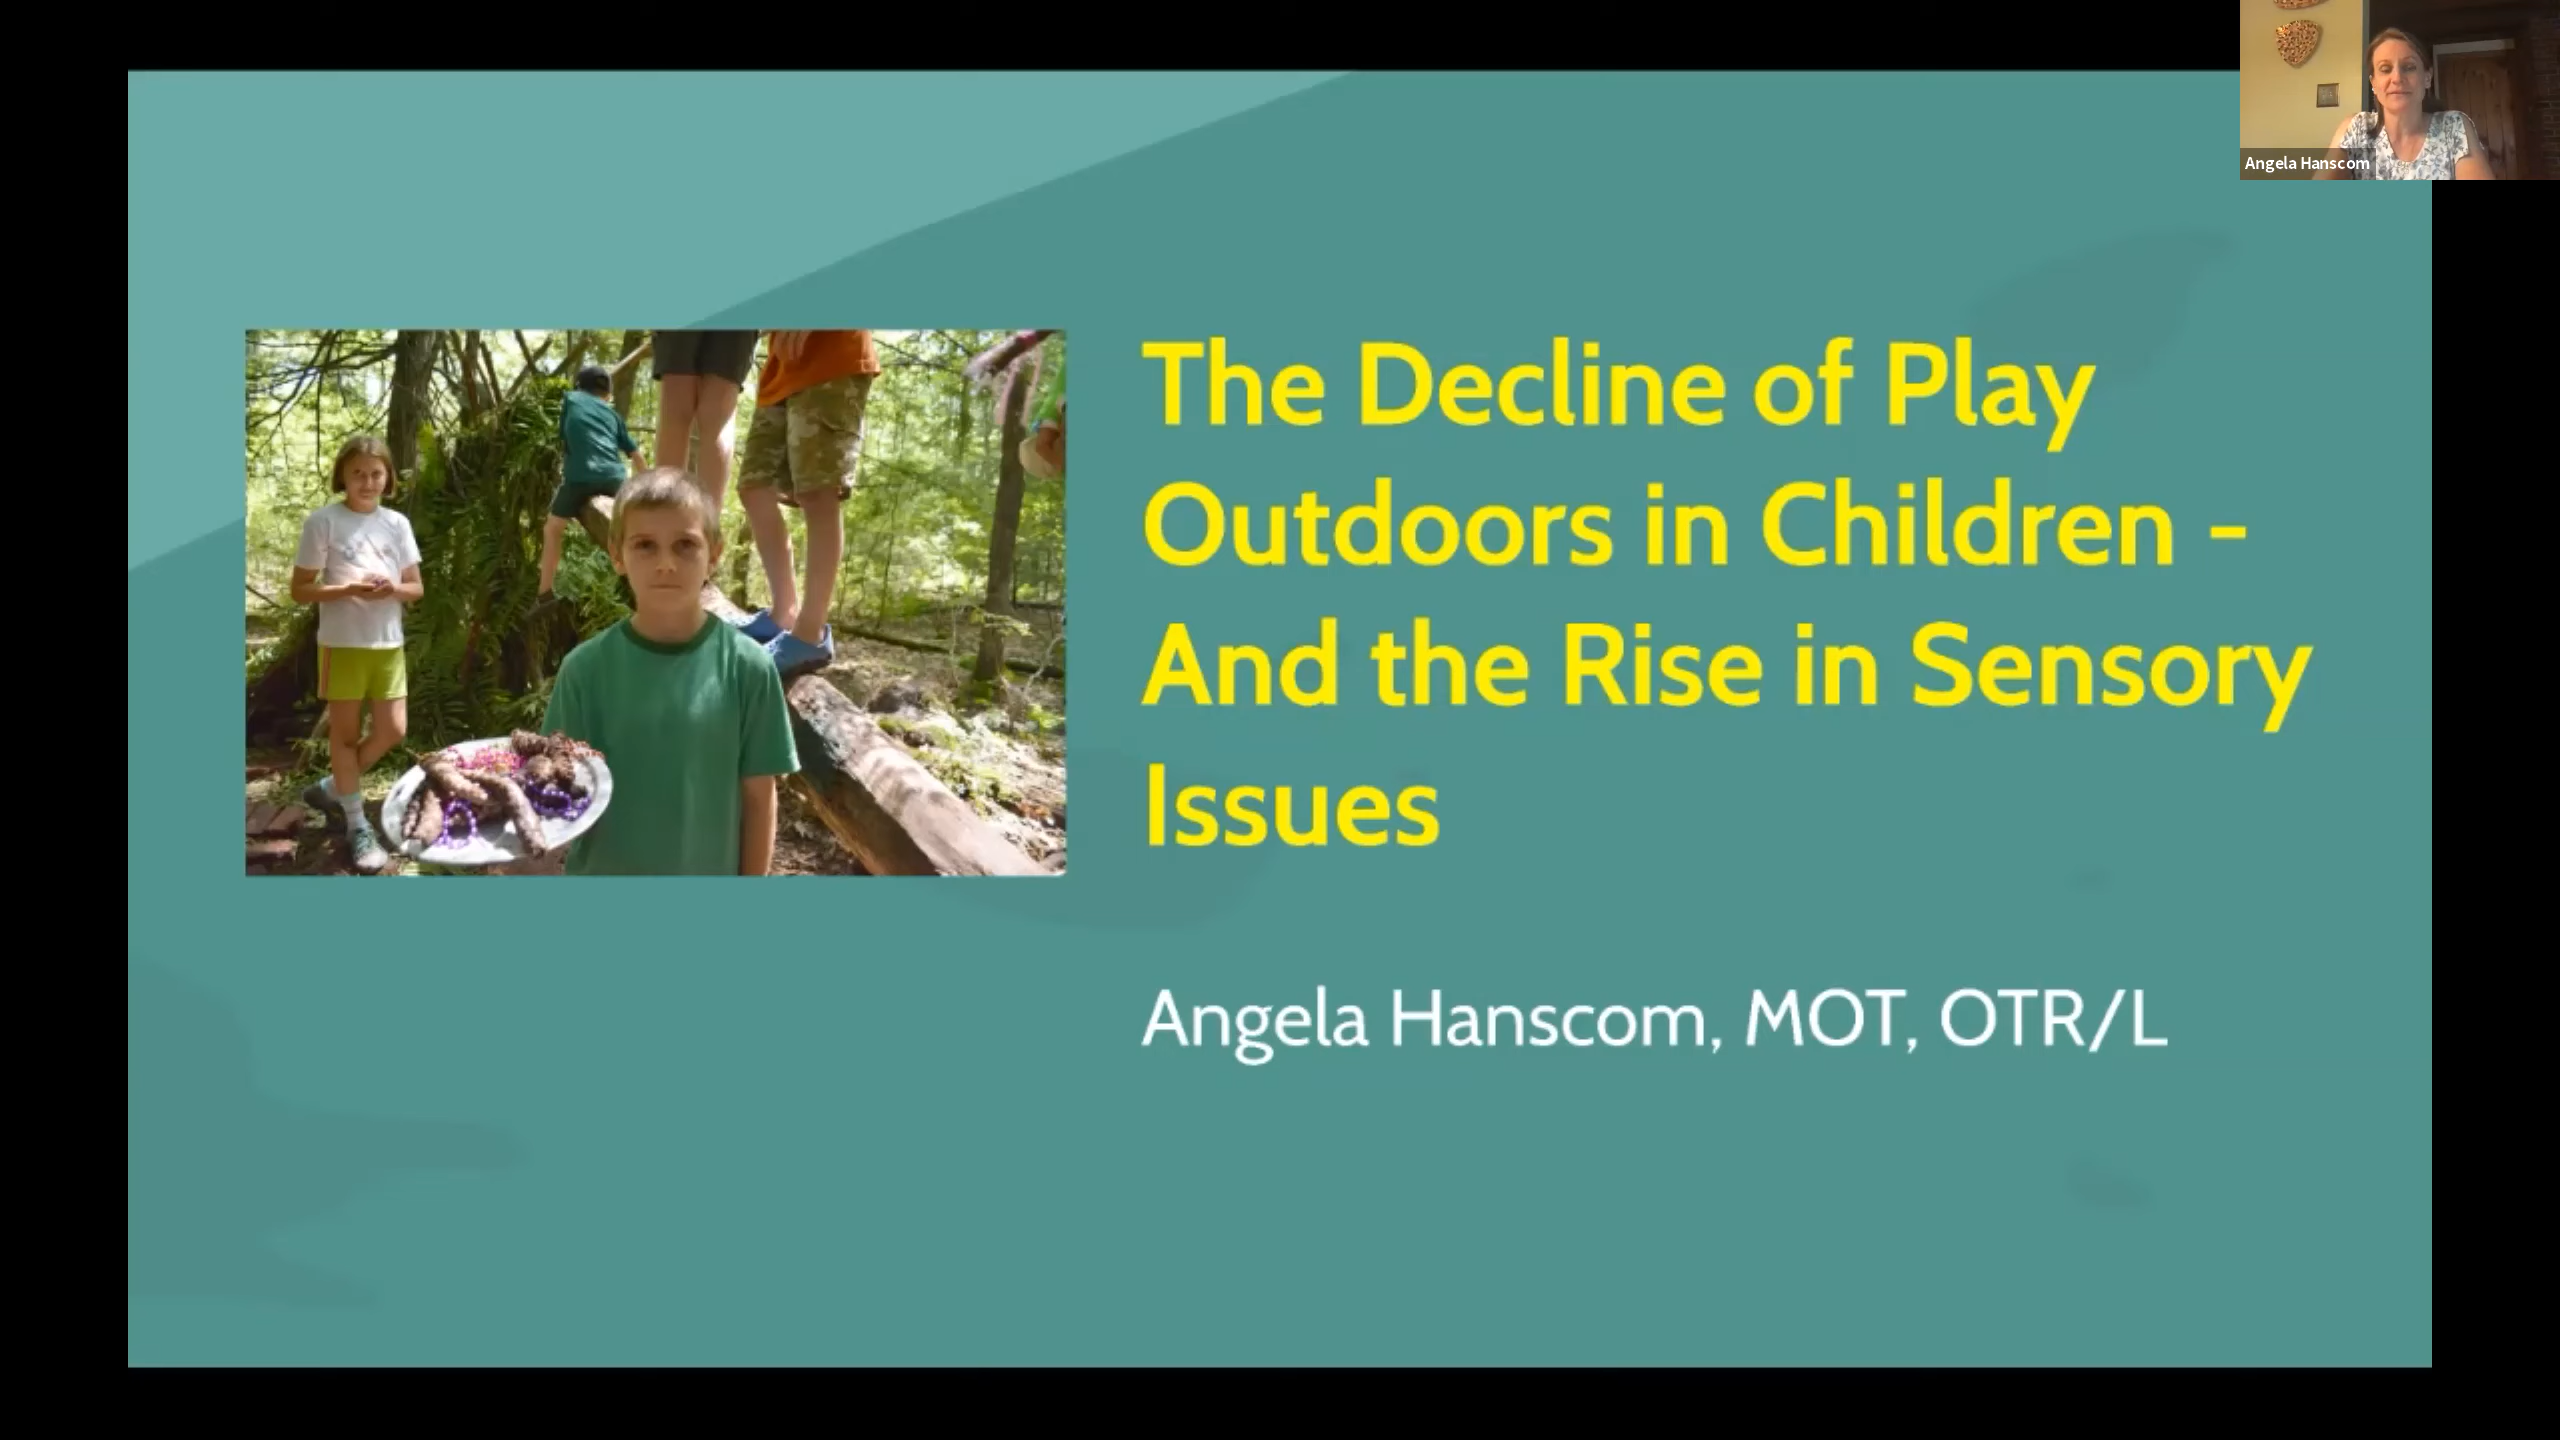 Angela Hanscom
The Decline of Play
Outdoors in Children -
And the Rise in Sensory
Issues
Angela Hanscom, MOT, OTR/L